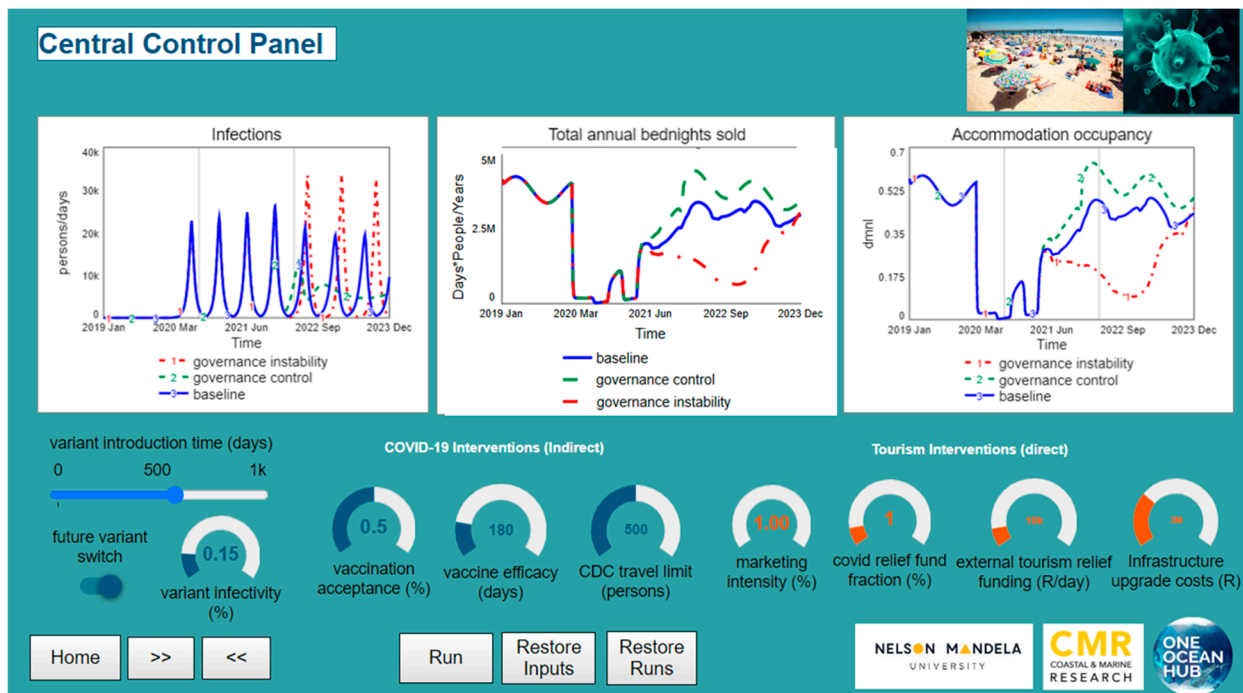 Central Control Panel
Infections
40k
30k
20k
10k
0
persons/days
2019 Jan 2020 Mar 2021 Jun 2022 Sep 2023 Dec
Time
1 governance instability
2 governance control
3 baseline
Total annual bednights sold
5M
2.5M
0
Days*People/Years
2019 Jan 2020 Mar 2021 Jun 2022 Sep 2023 Dec
Time
baseline
governance control
governance instability
Accommodation occupancy
0.7
0.525
0.35
0.175
0
dmnl
2019 Jan 2020 Mar 2021 Jun 2022 Sep 2023 Dec
Time
1 governance instability
2 governance control
3 baseline
variant introduction time (days)
0 500 1k
future variant
switch
0.15
variant infectivity
(%)
COVID-19 Interventions (Indirect)
0.5
vaccination
acceptance (%)
180
vaccine efficacy
(days)
500
CDC travel limit
(persons)
Tourism Interventions (direct)
1.00
marketing
intensity (%)
1
covid relief fund
fraction (%)
external tourism relief
funding (R/day)
Infrastructure
upgrade costs (R)
Home
>>
<<
Run
Restore
Inputs
Restore
Runs
NELSON MANDELA
UNIVERSITY
CMR
COASTAL & MARINE
RESEARCH
ONE
OCEAN
HUB